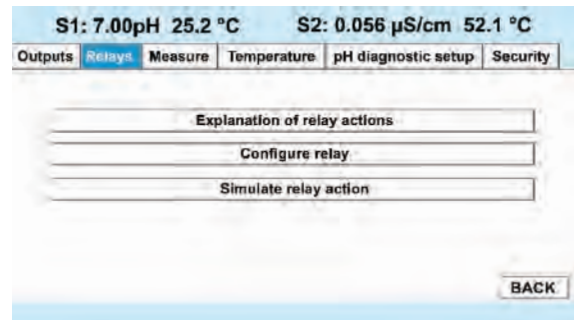 S1: 7.00pH 25.2 °C S2: 0.056 µS/cm 52.1 °C
Outputs Relays Measure Temperature pH diagnostic setup Security
Explanation of relay actions
Configure relay
Simulate relay action
BACK